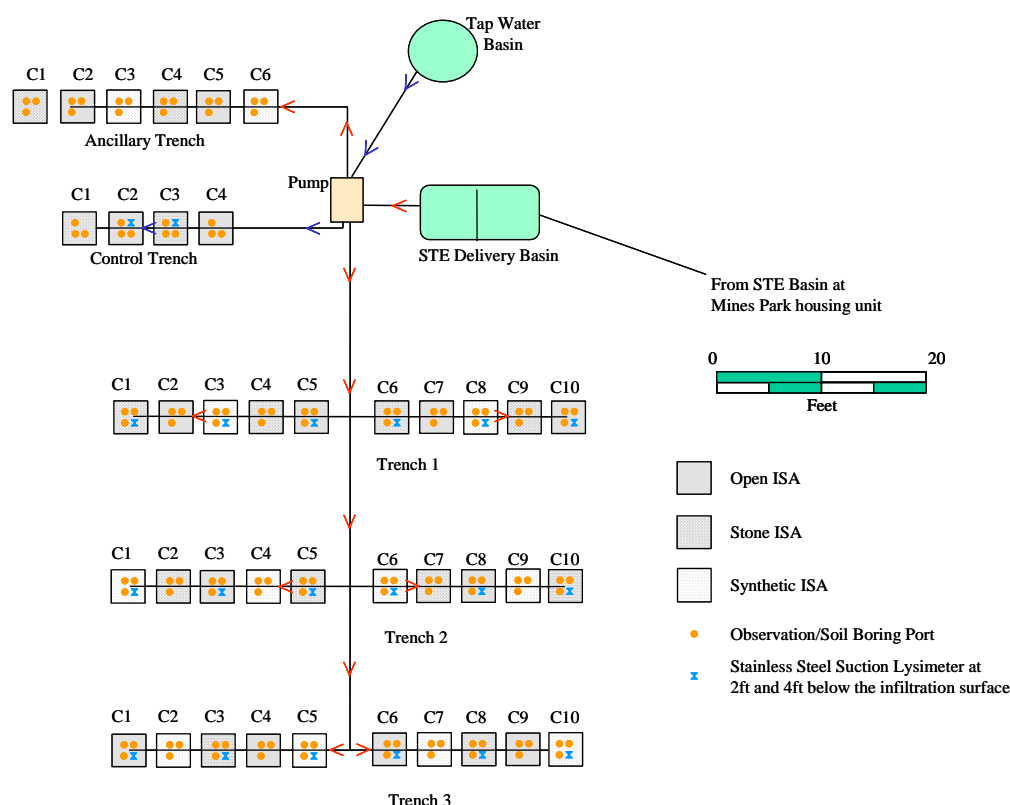 Tap Water
Basin
C1 C2 C3 C4 C5 C6
Ancillary Trench
Pump
C1 C2 C3 C4
Control Trench
STE Delivery Basin
From STE Basin at
Mines Park housing unit
0 10 20
Feet
C1 C2 C3 C4 C5 C6 C7 C8 C9 C10
Trench 1
Open ISA
Stone ISA
C1 C2 C3 C4 C5 C6 C7 C8 C9 C10
Synthetic ISA
Trench 2
Observation/Soil Boring Port
Stainless Steel Suction Lysimeter at
2ft and 4ft below the infiltration surface
C1 C2 C3 C4 C5 C6 C7 C8 C9 C10
Trench 3